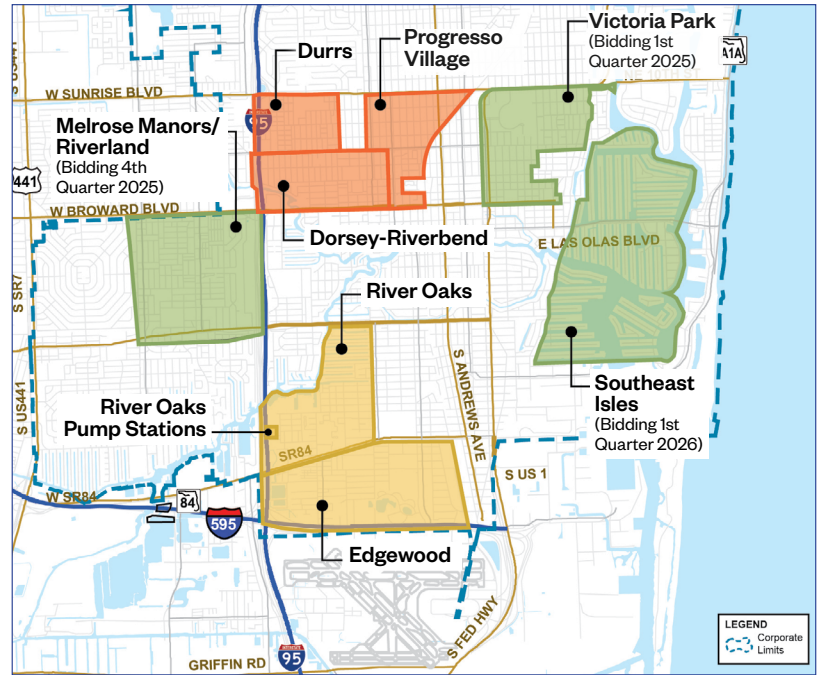 Victoria Park
(Bidding 1st
Quarter 2025)
A1A
Progresso
Village
Durrs
W SUNRISE BLVD
95
Melrose Manors/
Riverland
(Bidding 4th
Quarter 2025)
441
W BROWARD BLVD
Dorsey-Riverbend
E LAS OLAS BLVD
S SR7
River Oaks
S ANDREWS AVE
Southeast
Isles
(Bidding 1st
Quarter 2026)
S US441
River Oaks
Pump Stations
SR84
S US 1
W SR84
84
595
Edgewood
S FED HWY
LEGEND
Corporate
Limits
95
GRIFFIN RD